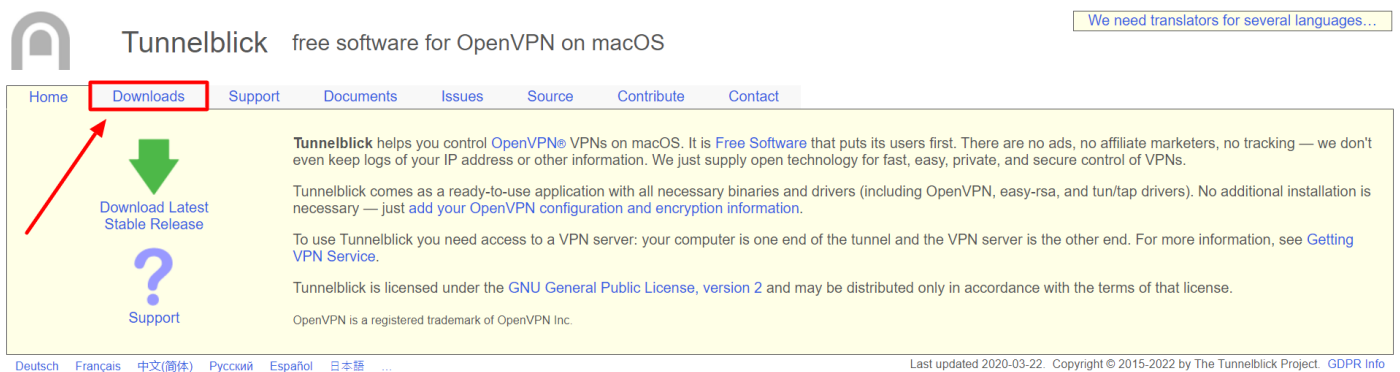 We need translators for several languages…
Tunnelblick free software for OpenVPN on macOS
Home Downloads Support Documents Issues Source Contribute Contact
Download Latest
Stable Release
Support
Tunnelblick helps you control OpenVPN® VPNs on macOS. It is Free Software that puts its users first. There are no ads, no affiliate marketers, no tracking — we don't
even keep logs of your IP address or other information. We just supply open technology for fast, easy, private, and secure control of VPNs.
Tunnelblick comes as a ready-to-use application with all necessary binaries and drivers (including OpenVPN, easy-rsa, and tun/tap drivers). No additional installation is
necessary — just add your OpenVPN configuration and encryption information.
To use Tunnelblick you need access to a VPN server: your computer is one end of the tunnel and the VPN server is the other end. For more information, see Getting
VPN Service.
Tunnelblick is licensed under the GNU General Public License, version 2 and may be distributed only in accordance with the terms of that license.
OpenVPN is a registered trademark of OpenVPN Inc.
Deutsch Français 中文(简体) Русский Español 日本語 …
Last updated 2020-03-22. Copyright © 2015-2022 by The Tunnelblick Project. GDPR Info